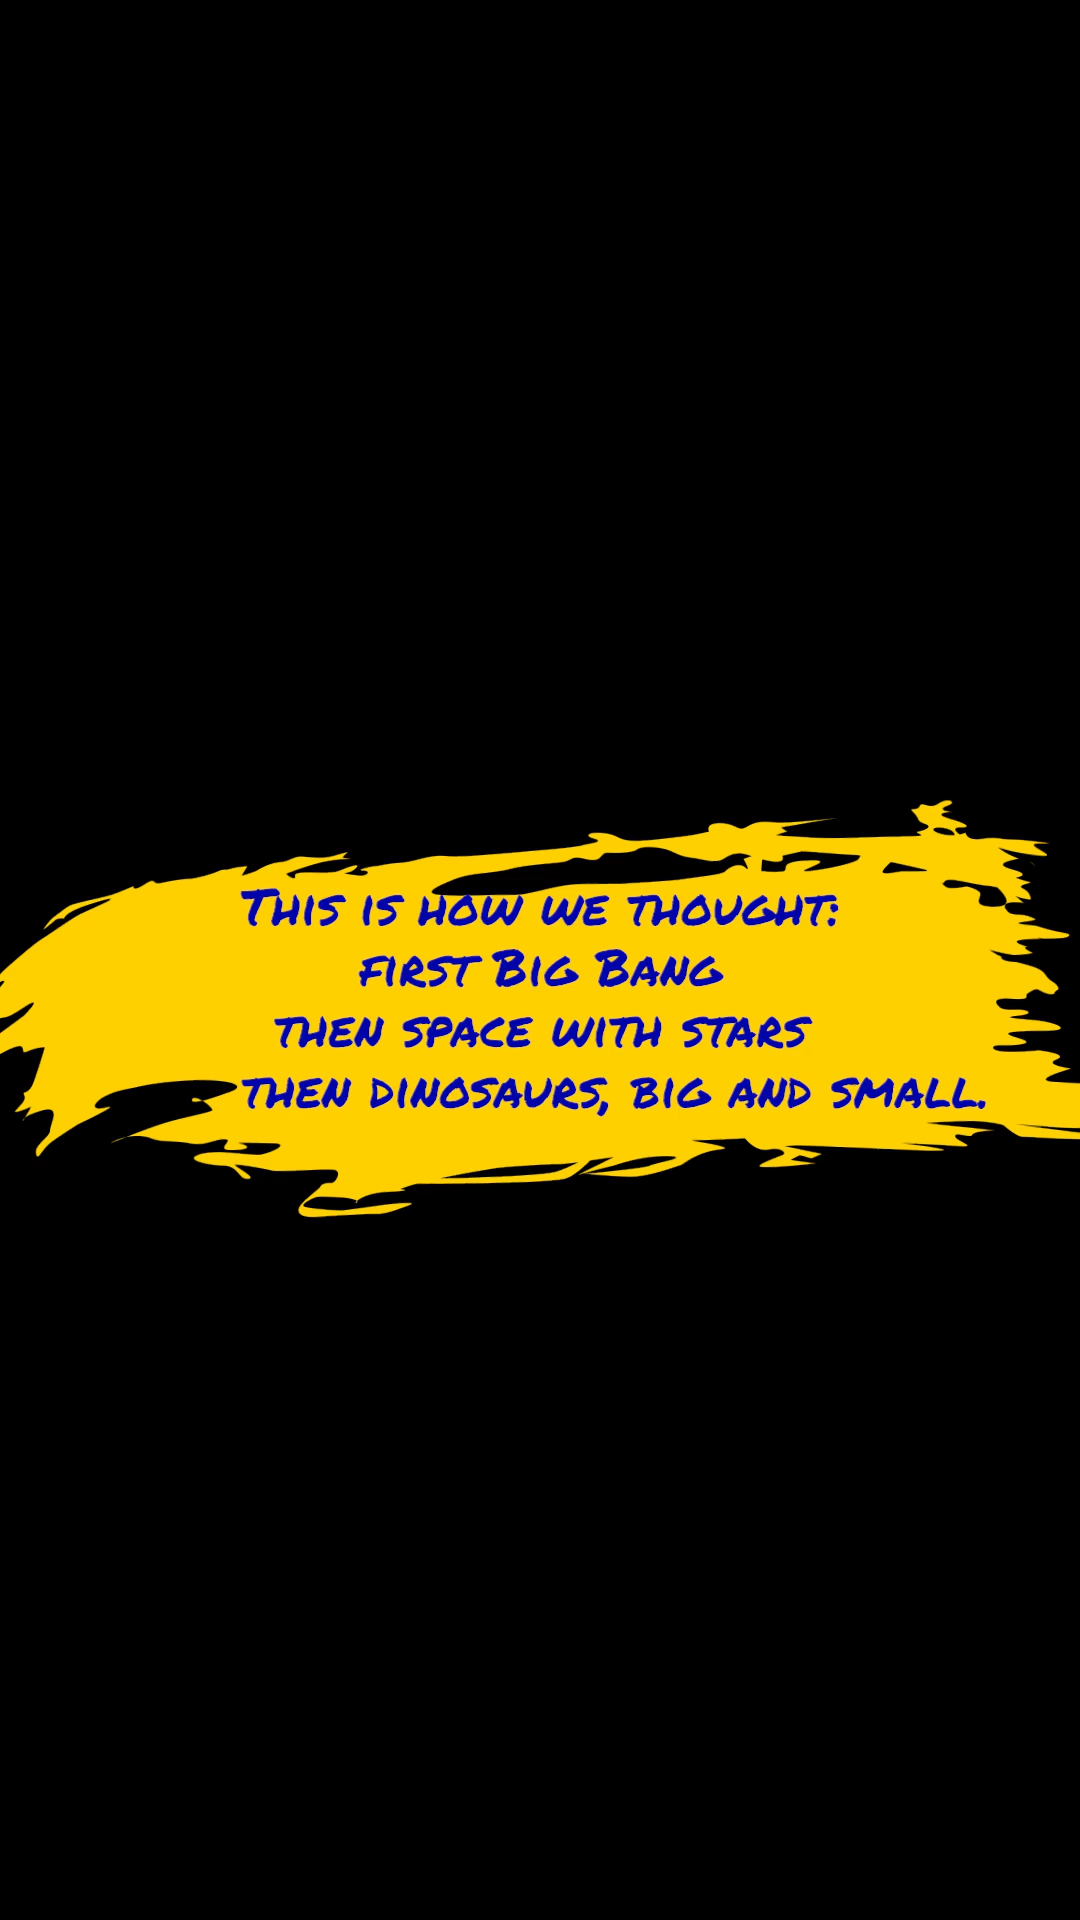 This is how we thought:
first Big Bang
then space with stars
then dinosaurs, big and small.